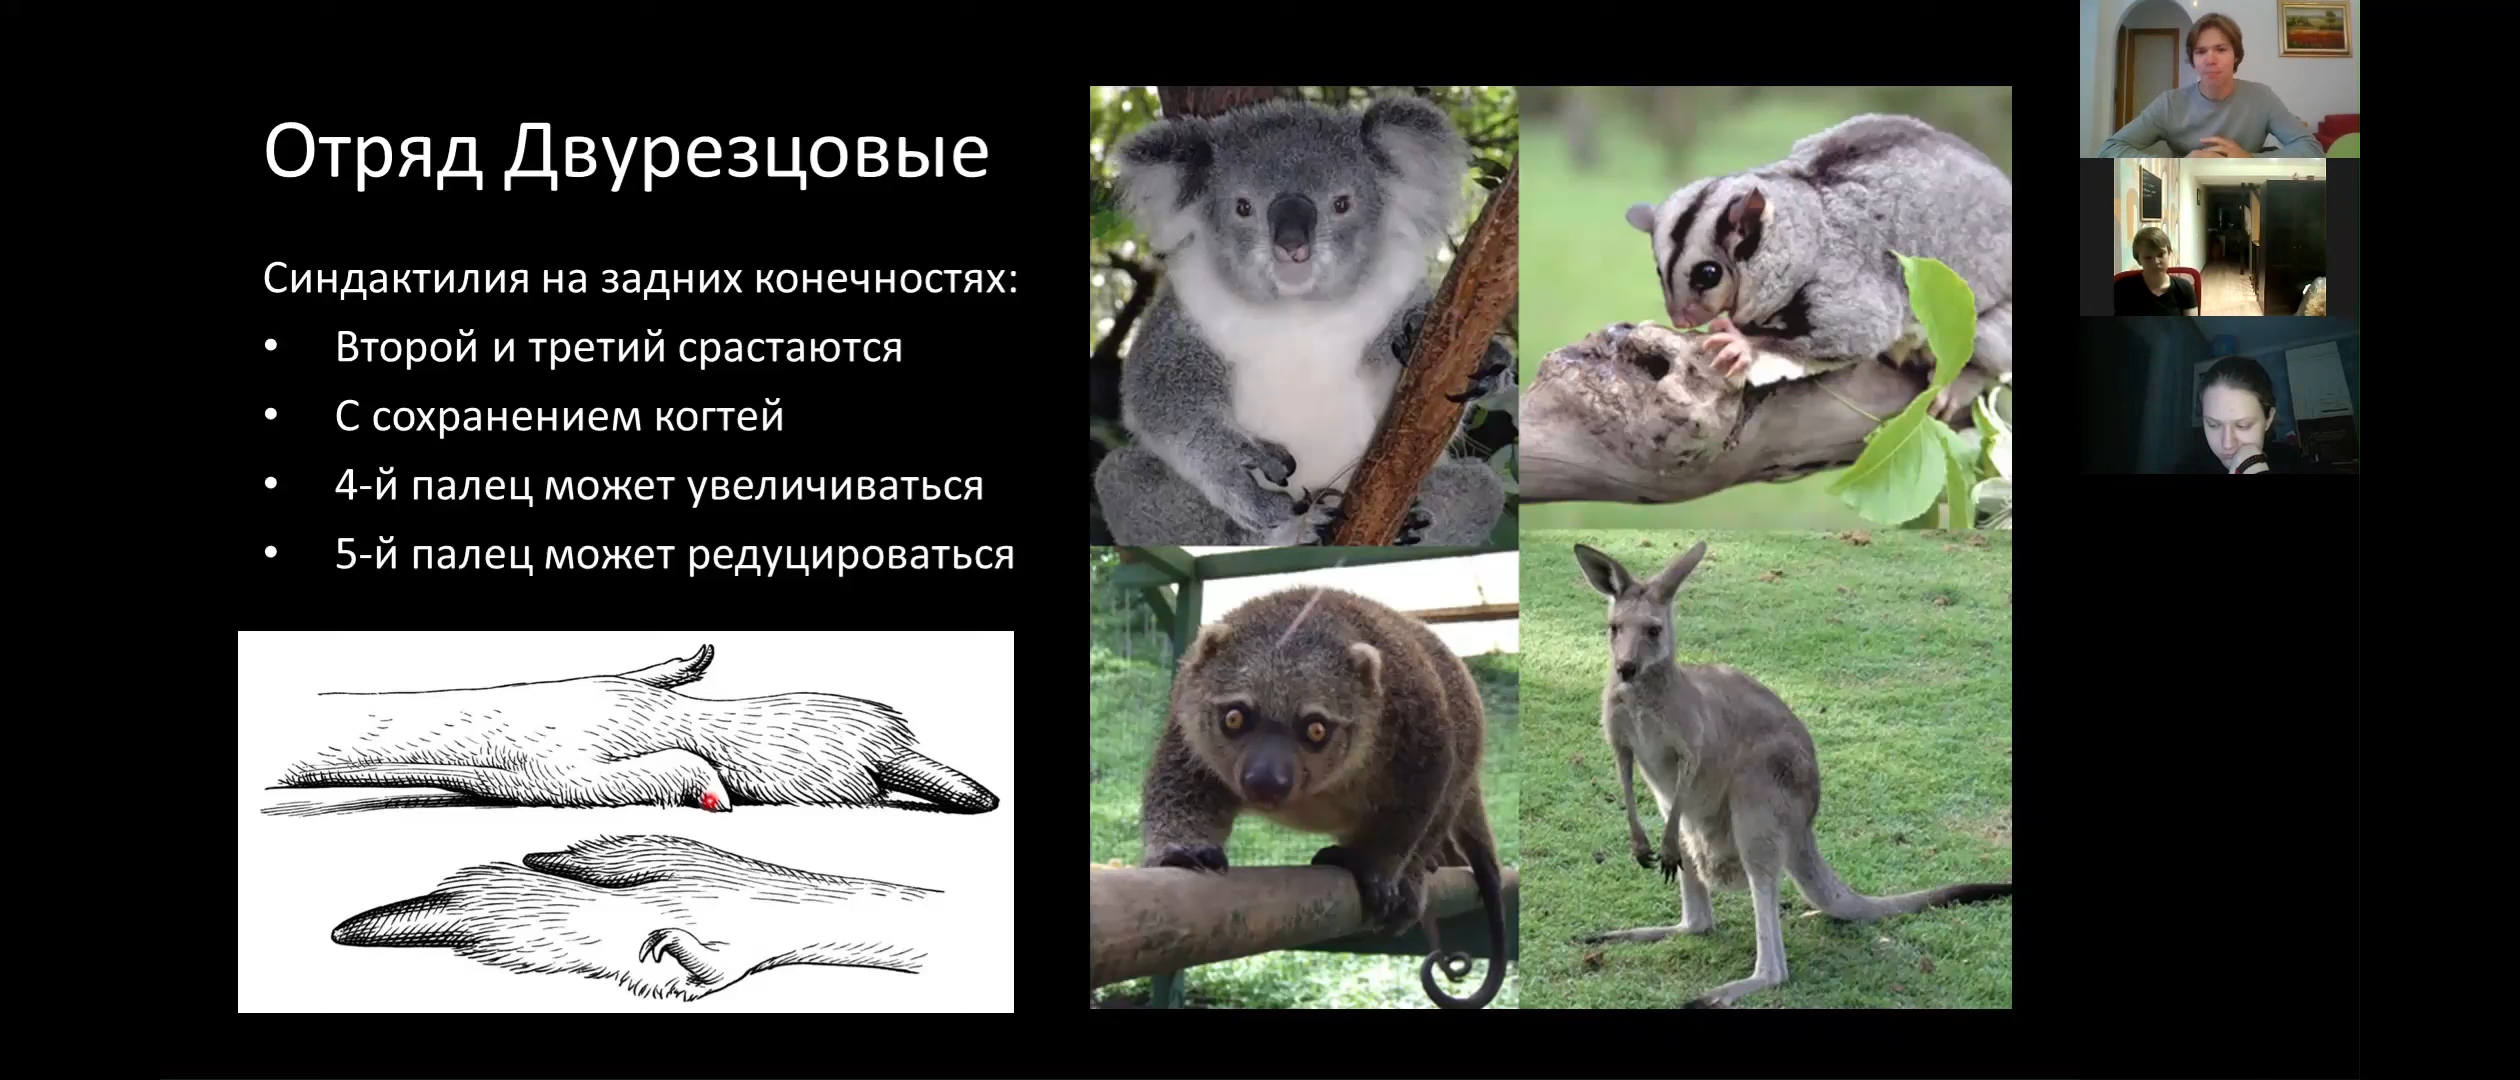 Отряд Двурезцовые
Синдактилия на задних конечностях:
• Второй и третий срастаются
• С сохранением когтей
• 4-й палец может увеличиваться
• 5-й палец может редуцироваться